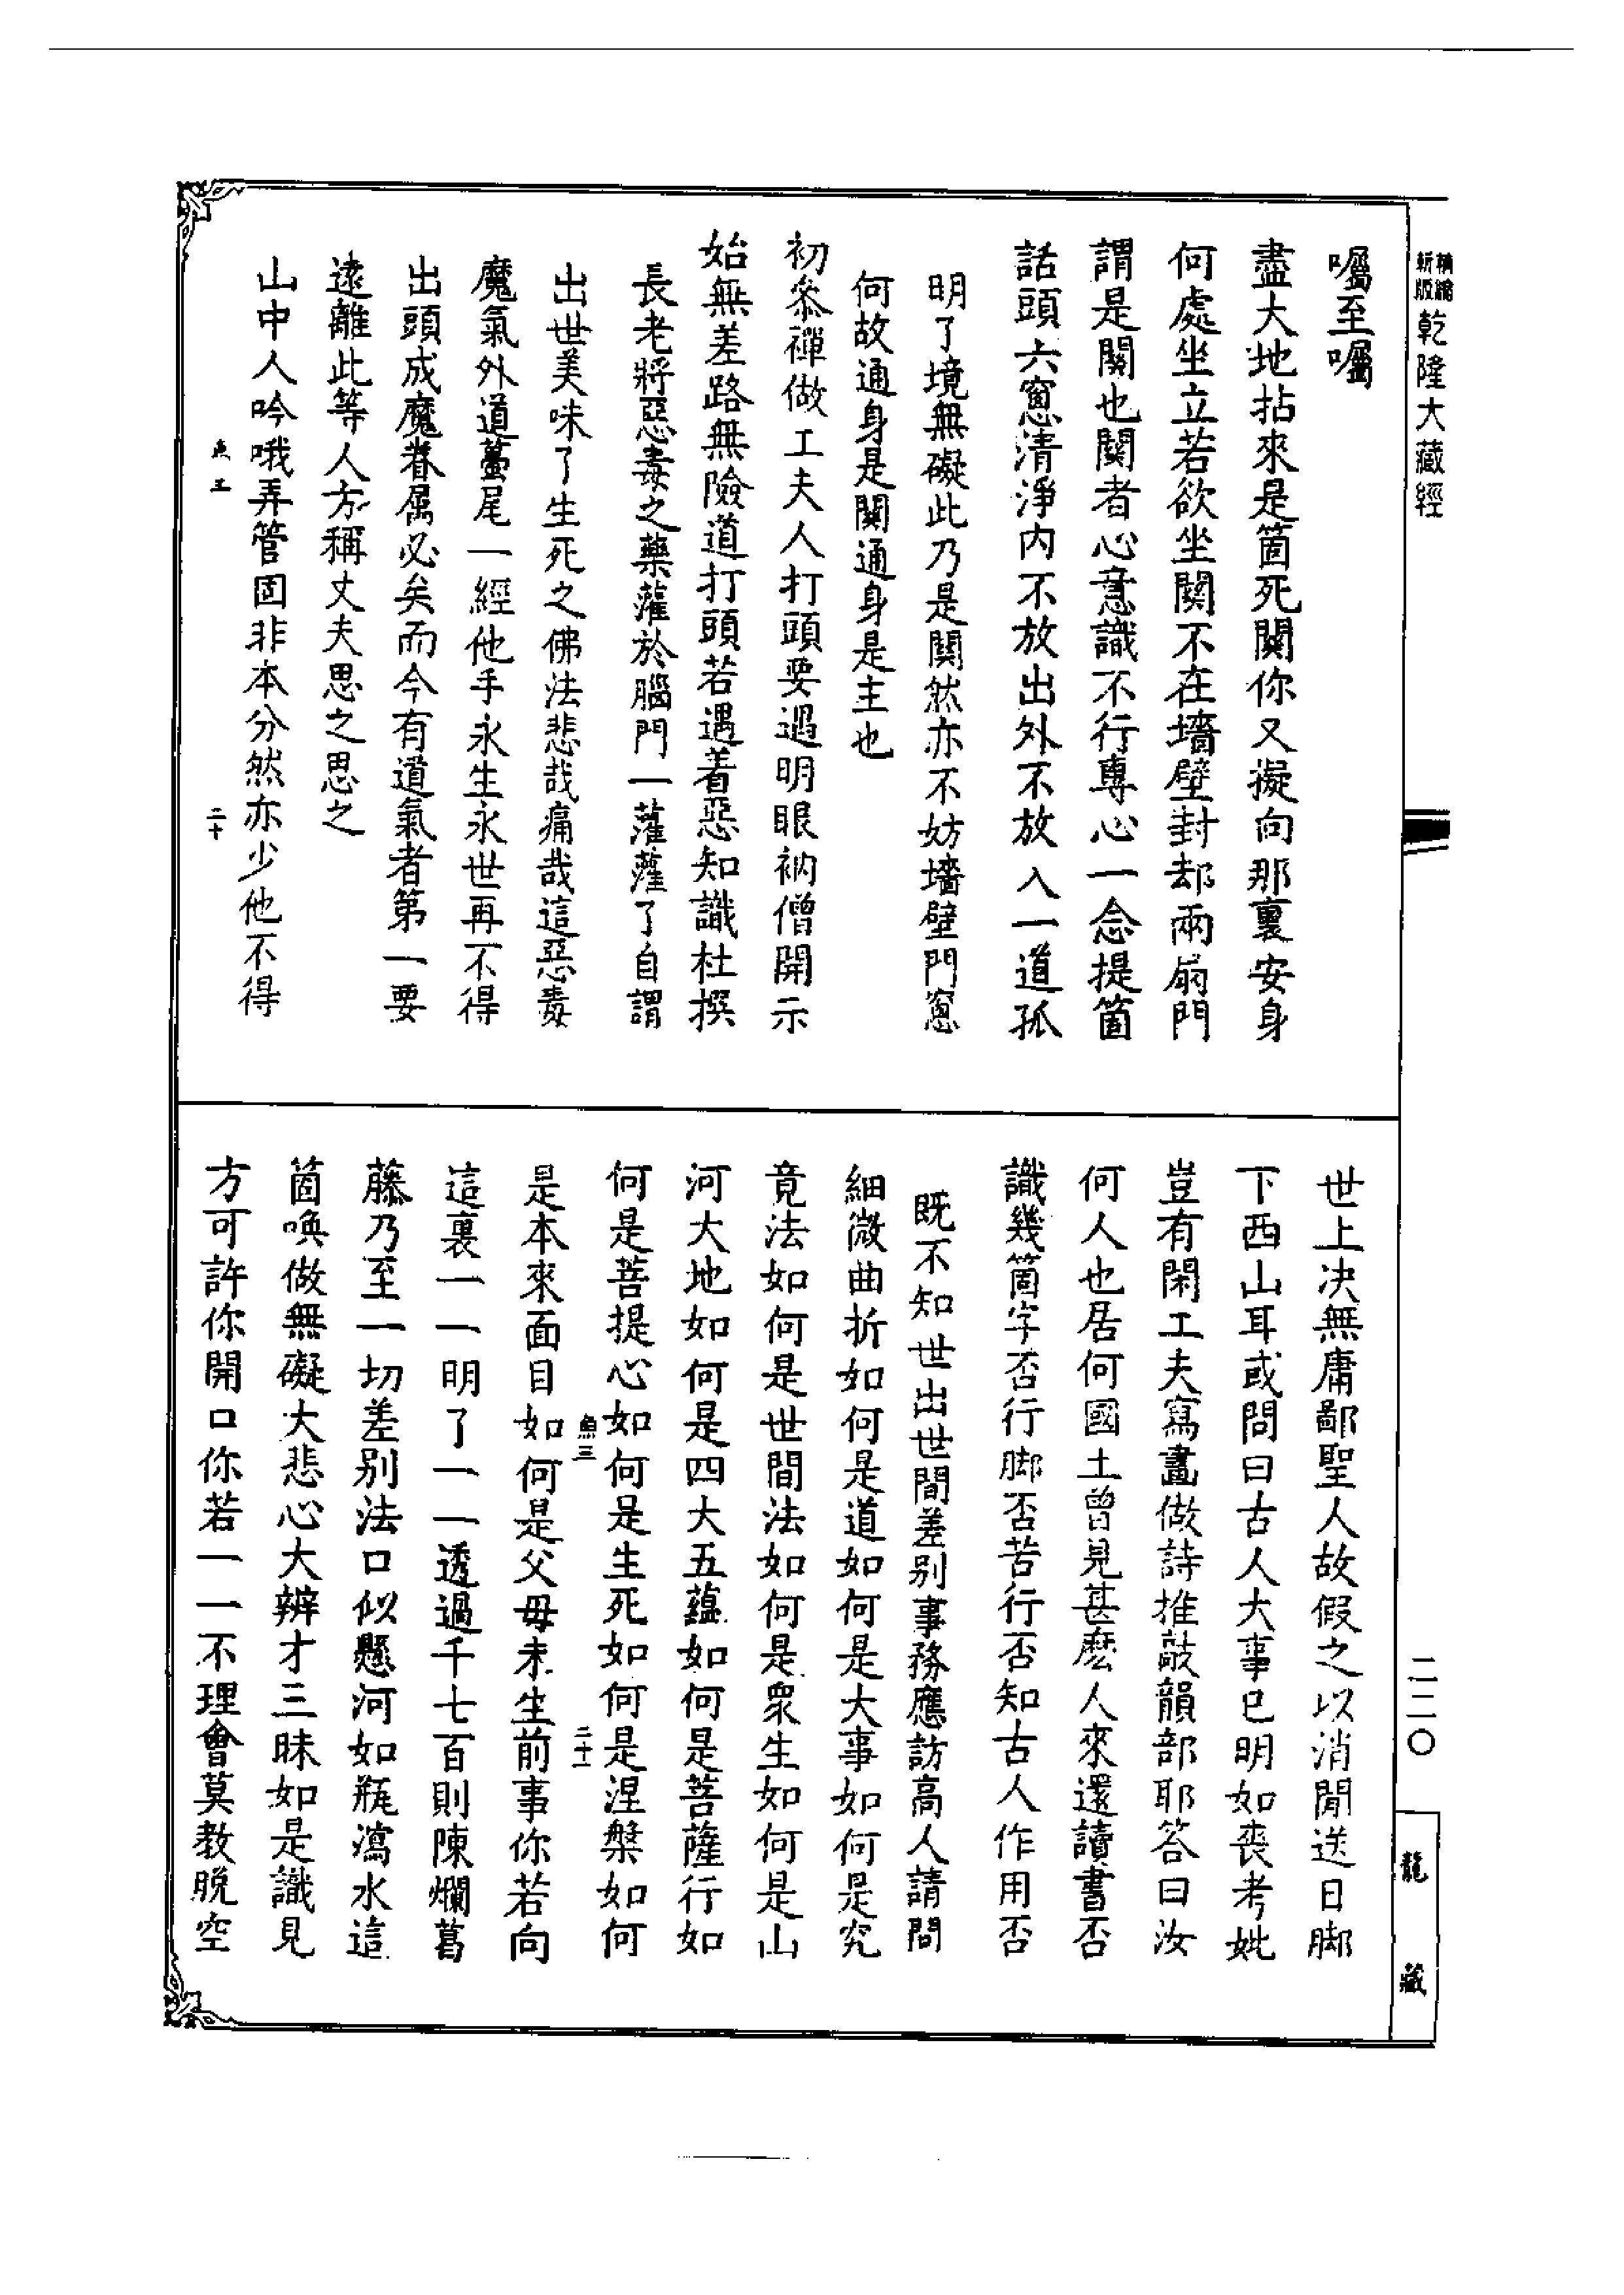 精繪
新版
乾隆大藏經
囑至囑
盡大地拈來是箇死關你又擬向那裏安身
何處坐立若欲坐關不在墻壁封却兩扇門
謂是關也關者心意識不行專心一念提箇
話頭六窓清淨內不放出外不放入一道孤
明了境無礙此乃是關然亦不妨墻壁門窓
何故通身是關通身是主也
初叅禪做工夫人打頭要遇明眼衲僧開示
始無差路無險道打頭若遇着惡知識杜撰
長老將惡毒之藥灌於腦門一灌灌了自謂
出世美味了生死之佛法悲哉痛哉這惡毒
魔氣外道蠆尾一經他手永生永世再不得
出頭成魔眷属必矣而今有道氣者第一要
遠離此等人方稱丈夫思之思之
山中人吟哦弄管固非本分然亦少他不得
二十
世上決無庸鄙聖人故假之以消閒送日脚
下西山耳或問曰古人大事已明如喪考妣
豈有閑工夫寫畫做詩推敲韻部耶答曰汝
何人也居何國土曾見甚麽人來還讀書否
識幾箇字否行脚否苦行否知古人作用否
既不知世出世間差别事務應訪高人請問
細微曲折如何是道如何是大事如何是究
竟法如何是世間法如何是衆生如何是山
河大地如何是四大五蘊如何是菩薩行如
何是菩提心如何是生死如何是涅槃如何
魚三
二十一
是本來面目如何是父母未生前事你若向
這裏一一明了一一透過千七百則陳爛葛
藤乃至一切差别法口似懸河如瓶瀉水這
箇喚做無礙大悲心大辨才三昧如是識見
方可許你開口你若一一不理會莫教脱空
二二〇
龍藏